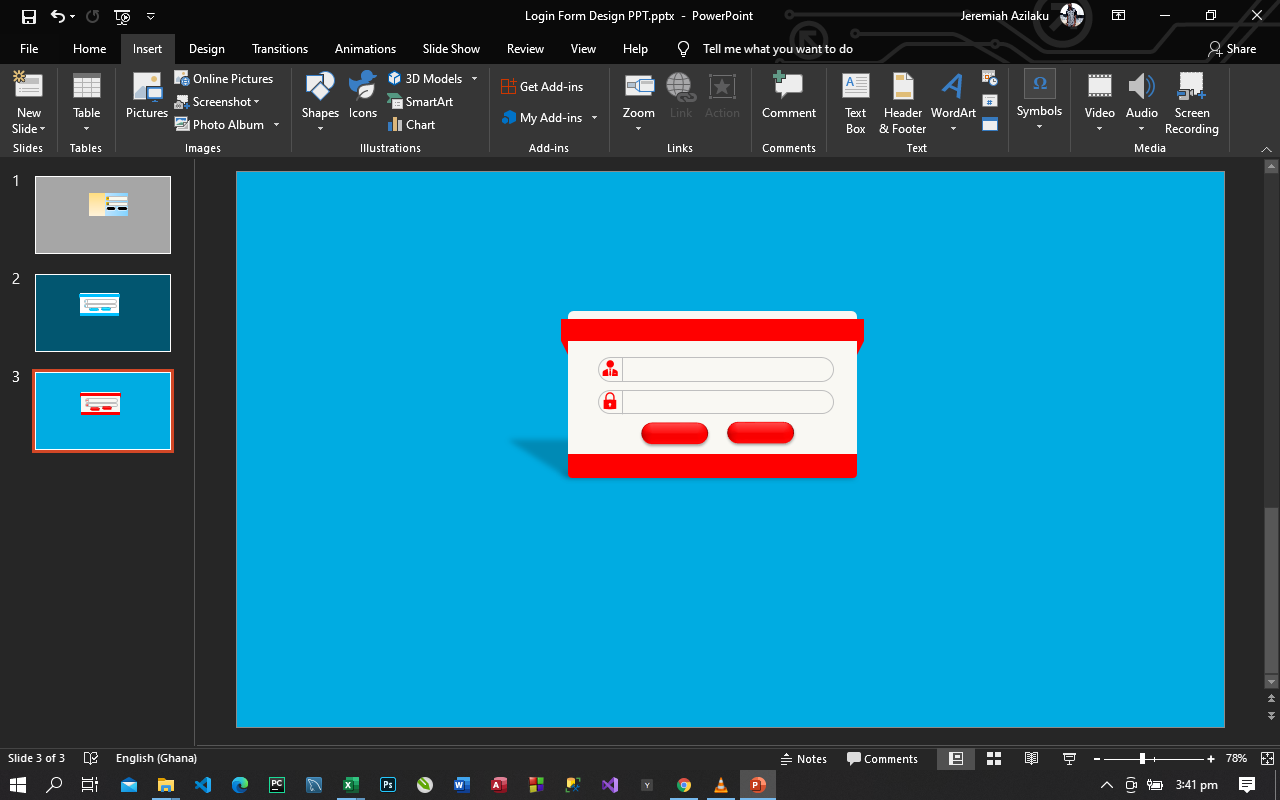 Login Form Design PPT.pptx - PowerPoint
Jeremiah Azilaku
File Home Insert Design Transitions Animations Slide Show Review View Help Tell me what you want to do Share
New Slide
Slides
Table
Tables
Pictures
Online Pictures
Screenshot
Photo Album
Images
Shapes
Icons
3D Models
SmartArt
Chart
Illustrations
Get Add-ins
My Add-ins
Add-ins
Zoom
Link
Action
Links
Comment
Comments
Text Box
Header & Footer
WordArt
Text
Ω
Symbols
Video
Audio
Screen Recording
Media
1
2
3
Slide 3 of 3 English (Ghana) Notes Comments 78%
3:41 pm